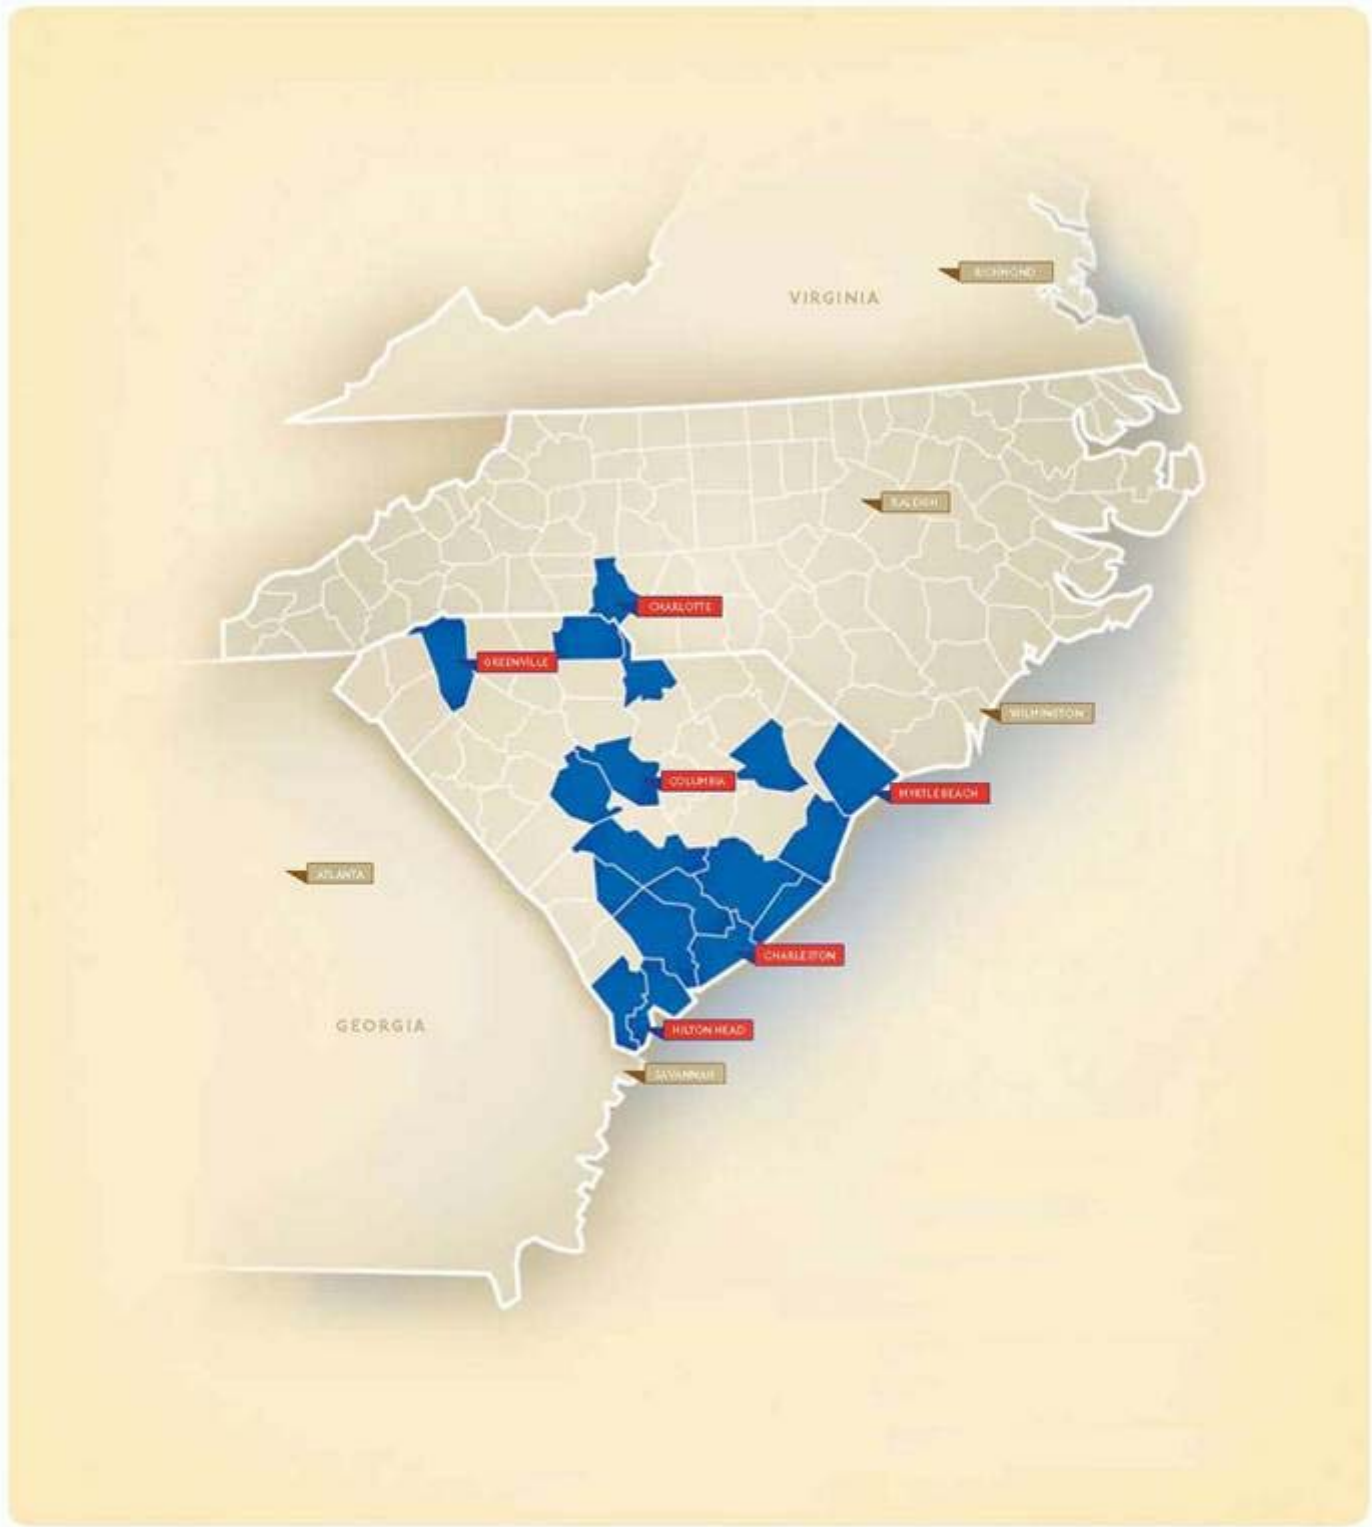 RICHMOND
VIRGINIA
RALEIGH
CHARLOTTE
GREENVILLE
WILMINGTON
COLUMBIA
MYRTLE BEACH
ATLANTA
CHARLESTON
GEORGIA
HILTON HEAD
SAVANNAH